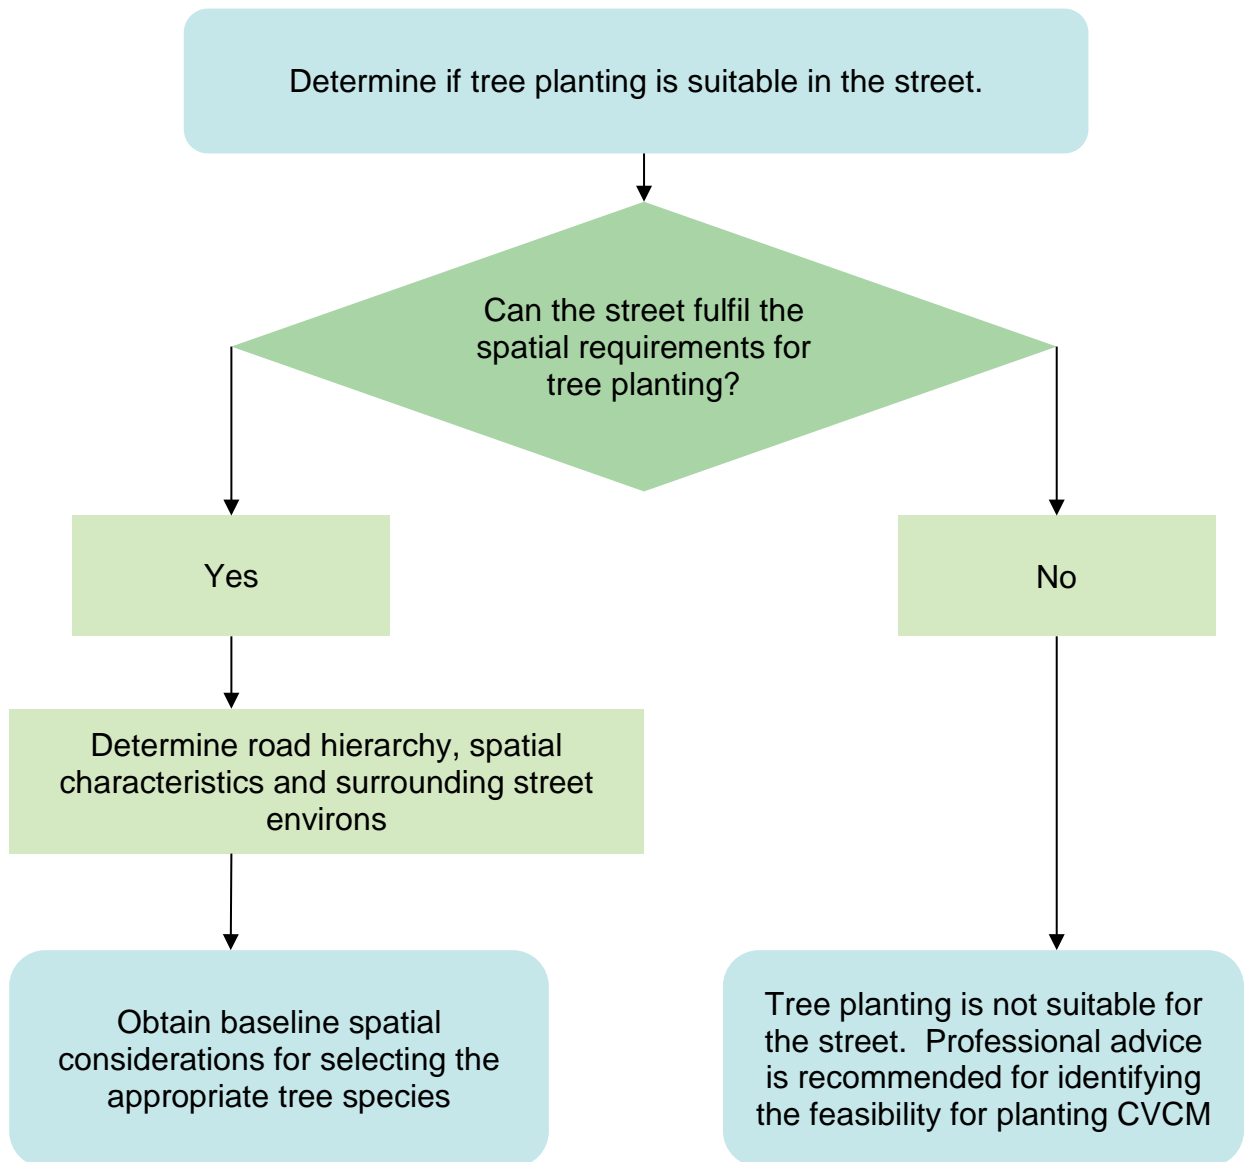 Determine if tree planting is suitable in the street.
Can the street fulfil the
spatial requirements for
tree planting?
Yes
No
Determine road hierarchy, spatial
characteristics and surrounding street
environs
Obtain baseline spatial
considerations for selecting the
appropriate tree species
Tree planting is not suitable for
the street.  Professional advice
is recommended for identifying
the feasibility for planting CVCM